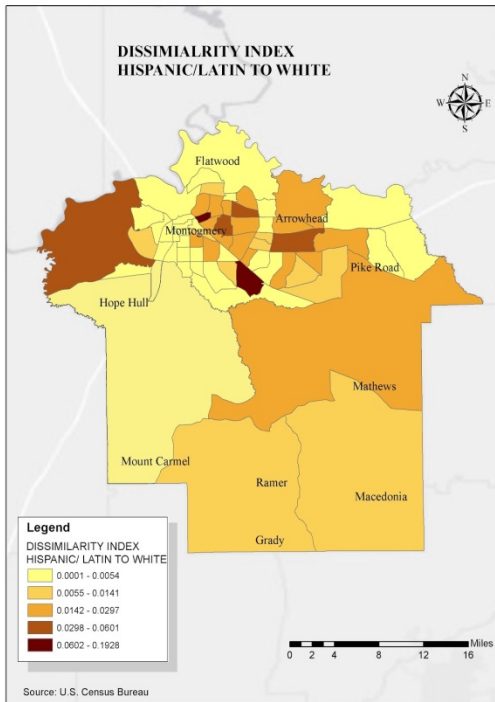 DISSIMIALRITY INDEX
HISPANIC/LATIN TO WHITE
N
W E
S
Flatwood
Arrowhead
Montogmery
Pike Road
Hope Hull
Mathews
Mount Carmel
Ramer
Macedonia
Grady
Legend
DISSIMILARITY INDEX
HISPANIC/ LATIN TO WHITE
0.0001 - 0.0054
0.0055 - 0.0141
0.0142 - 0.0297
0.0298 - 0.0601
0.0602 - 0.1928
Miles
0 2 4 8 12 16
Source: U.S. Census Bureau